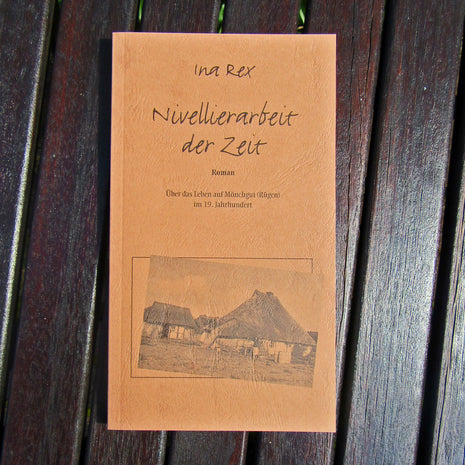 Ina Rex
Nivellierarbeit
der Zeit
Roman
Über das Leben auf Mönchgut (Rügen)
im 19. Jahrhundert